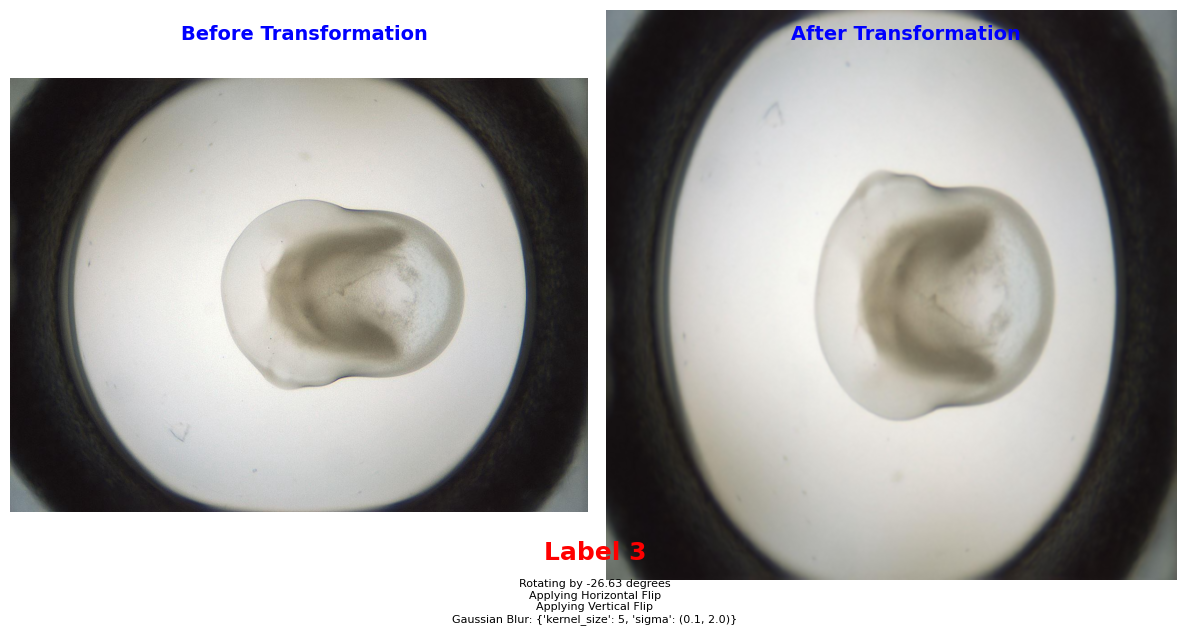 Before Transformation
After Transformation
Label 3
Rotating by -26.63 degrees
Applying Horizontal Flip
Applying Vertical Flip
Gaussian Blur: {'kernel_size': 5, 'sigma': (0.1, 2.0)}